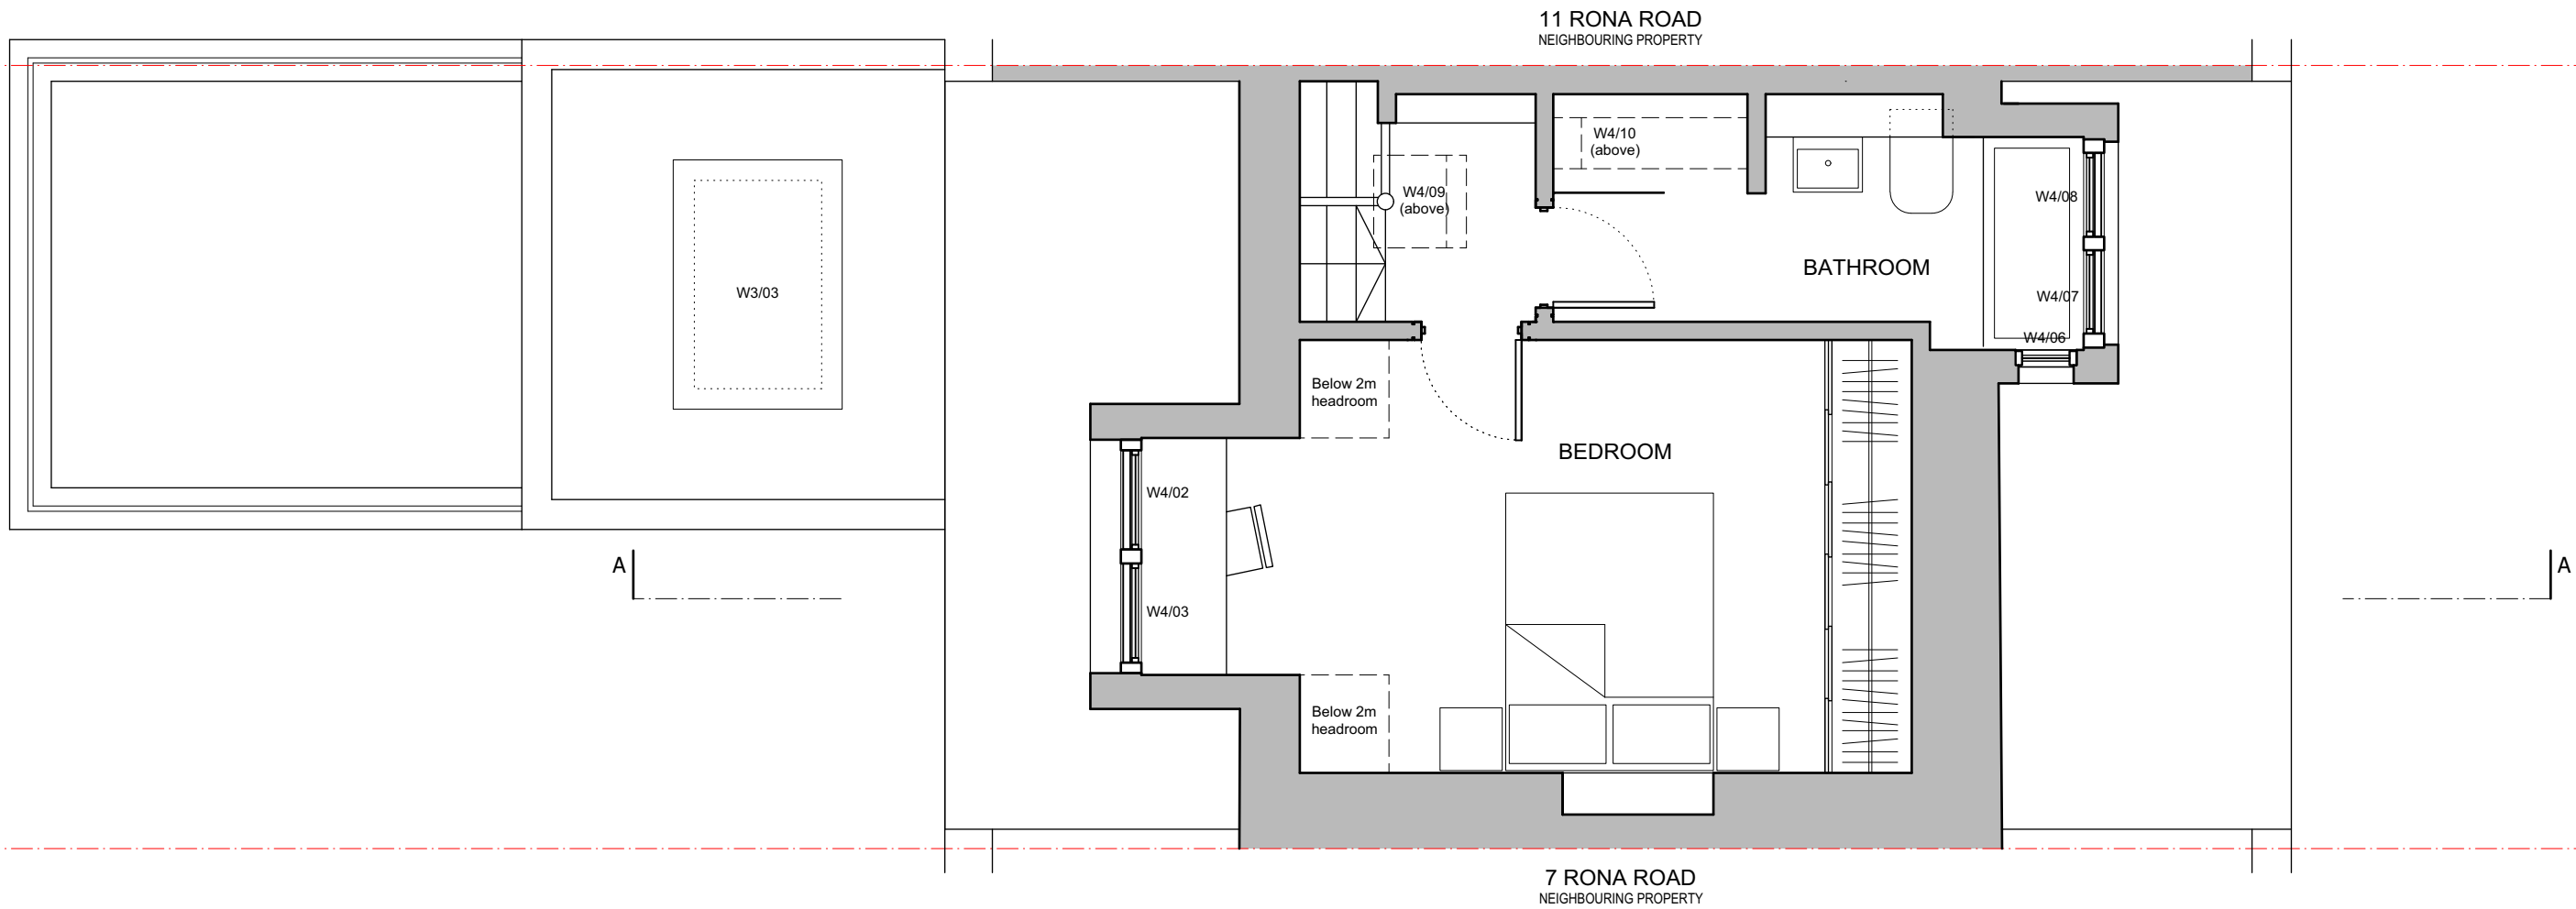 11 RONA ROAD
NEIGHBOURING PROPERTY
W4/10
(above)
W4/09
(above)
W4/08
BATHROOM
W3/03
W4/07
W4/06
Below 2m
headroom
BEDROOM
W4/02
A
A
W4/03
Below 2m
headroom
7 RONA ROAD
NEIGHBOURING PROPERTY